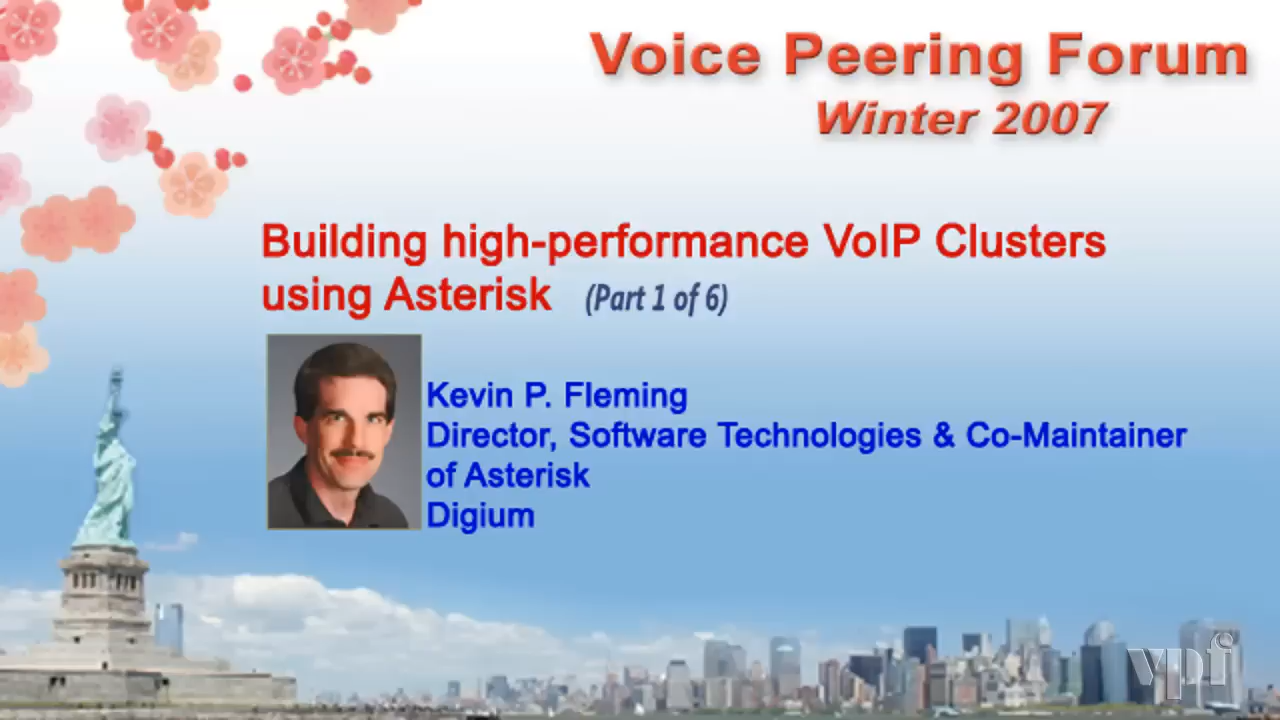 Voice Peering Forum
Winter 2007
Building high-performance VoIP Clusters
using Asterisk (Part 1 of 6)
Kevin P. Fleming
Director, Software Technologies & Co-Maintainer
of Asterisk
Digium
vpf